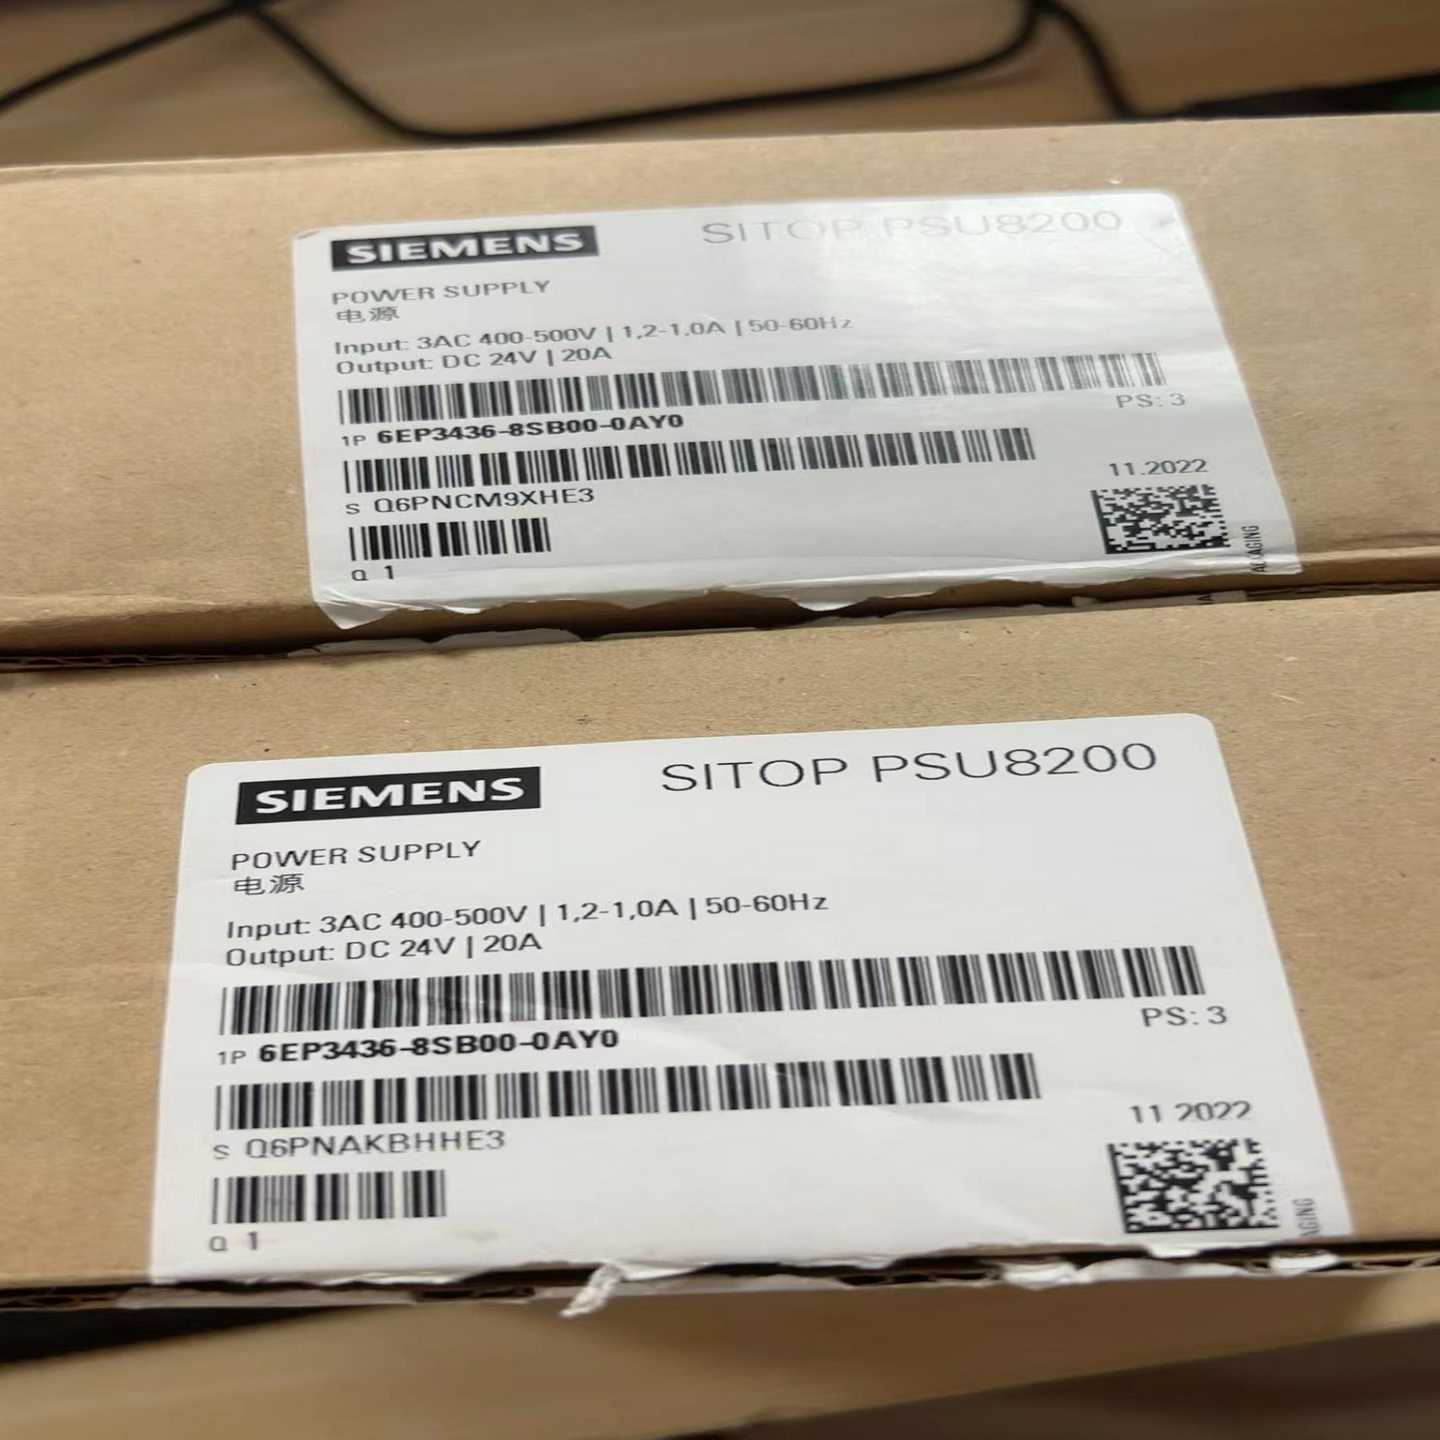 SIEMENS SITOP PSU8200
POWER SUPPLY
电源
Input: 3AC 400-500V | 1,2-1,0A | 50-60Hz
Output: DC 24V | 20A
PS: 3
1P 6EP3436-8SB00-0AY0
11.2022
S Q6PNCM9XHE3
Q 1
SIEMENS SITOP PSU8200
POWER SUPPLY
电源
Input: 3AC 400-500V | 1,2-1,0A | 50-60Hz
Output: DC 24V | 20A
PS: 3
1P 6EP3436-8SB00-0AY0
11 2022
S Q6PNAKBHHE3
AGING
Q 1